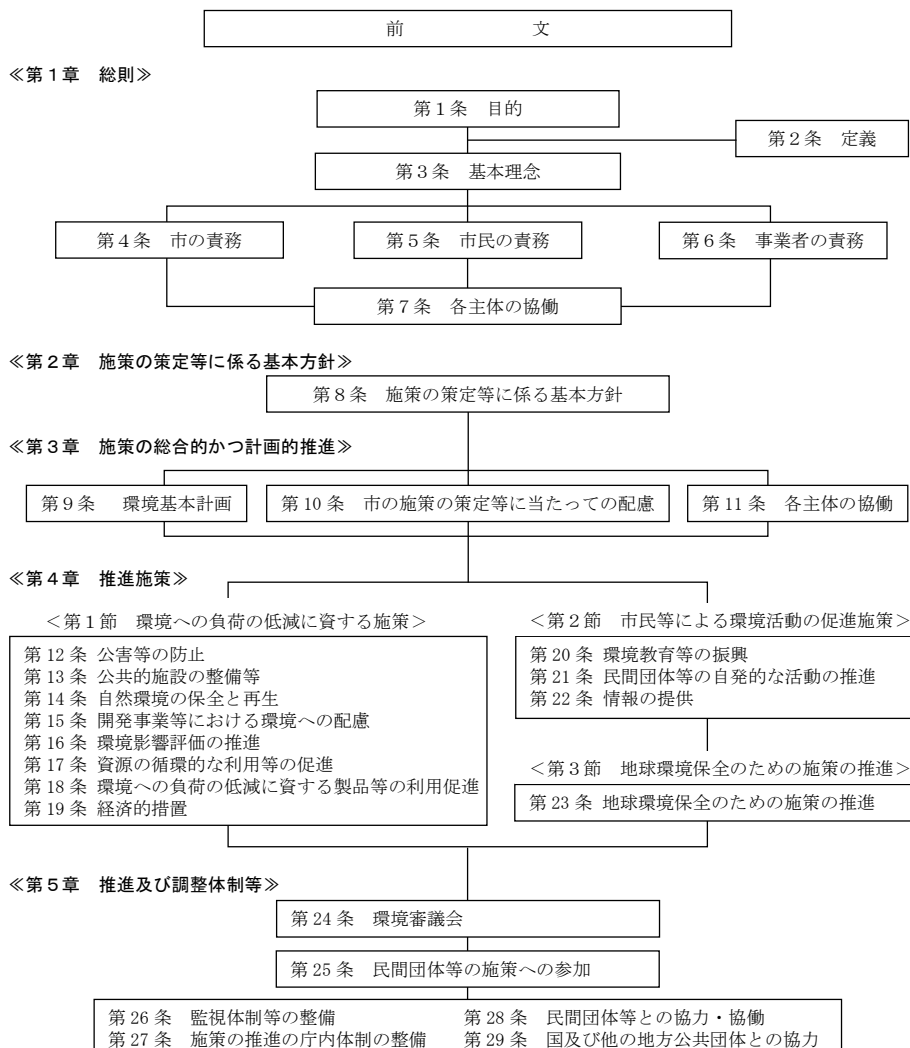 前　文
≪第１章　総則≫
第１条　目的
第２条　定義
第３条　基本理念
第４条　市の責務
第５条　市民の責務
第６条　事業者の責務
第７条　各主体の協働
≪第２章　施策の策定等に係る基本方針≫
第８条　施策の策定等に係る基本方針
≪第３章　施策の総合的かつ計画的推進≫
第９条　環境基本計画
第10条　市の施策の策定等に当たっての配慮
第11条　各主体の協働
≪第４章　推進施策≫
＜第１節　環境への負荷の低減に資する施策＞
第12条 公害等の防止
第13条 公共的施設の整備等
第14条 自然環境の保全と再生
第15条 開発事業等における環境への配慮
第16条 環境影響評価の推進
第17条 資源の循環的な利用等の促進
第18条 環境への負荷の低減に資する製品等の利用促進
第19条 経済的措置
＜第２節　市民等による環境活動の促進施策＞
第20条 環境教育等の振興
第21条 民間団体等の自発的な活動の推進
第22条 情報の提供
＜第３節　地球環境保全のための施策の推進＞
第23条 地球環境保全のための施策の推進
≪第５章　推進及び調整体制等≫
第24条　環境審議会
第25条　民間団体等の施策への参加
第26条　監視体制等の整備
第27条　施策の推進の庁内体制の整備
第28条　民間団体等との協力・協働
第29条　国及び他の地方公共団体との協力